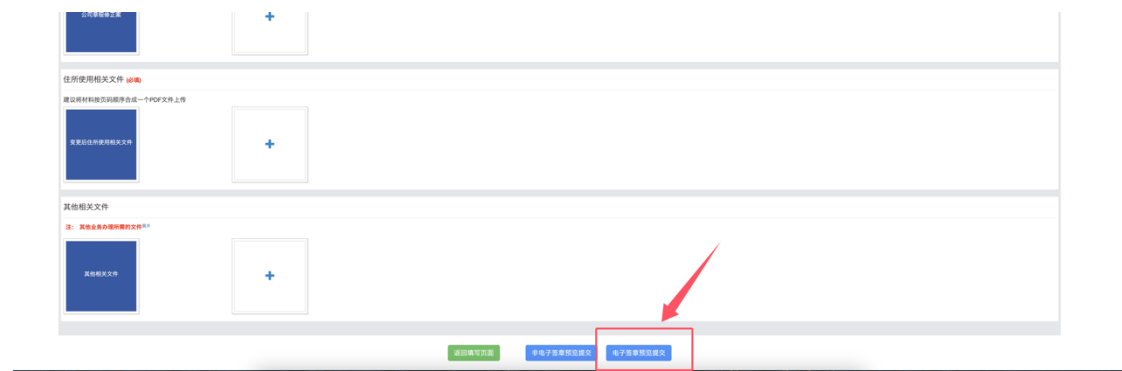 公司章程修正案
住所使用相关文件 (必填)
建议将材料按页码顺序合成一个PDF文件上传
变更后住所使用相关文件
其他相关文件
注： 其他业务办理所需的文件
其他相关文件
返回填写页面
非电子签章预览提交
电子签章预览提交